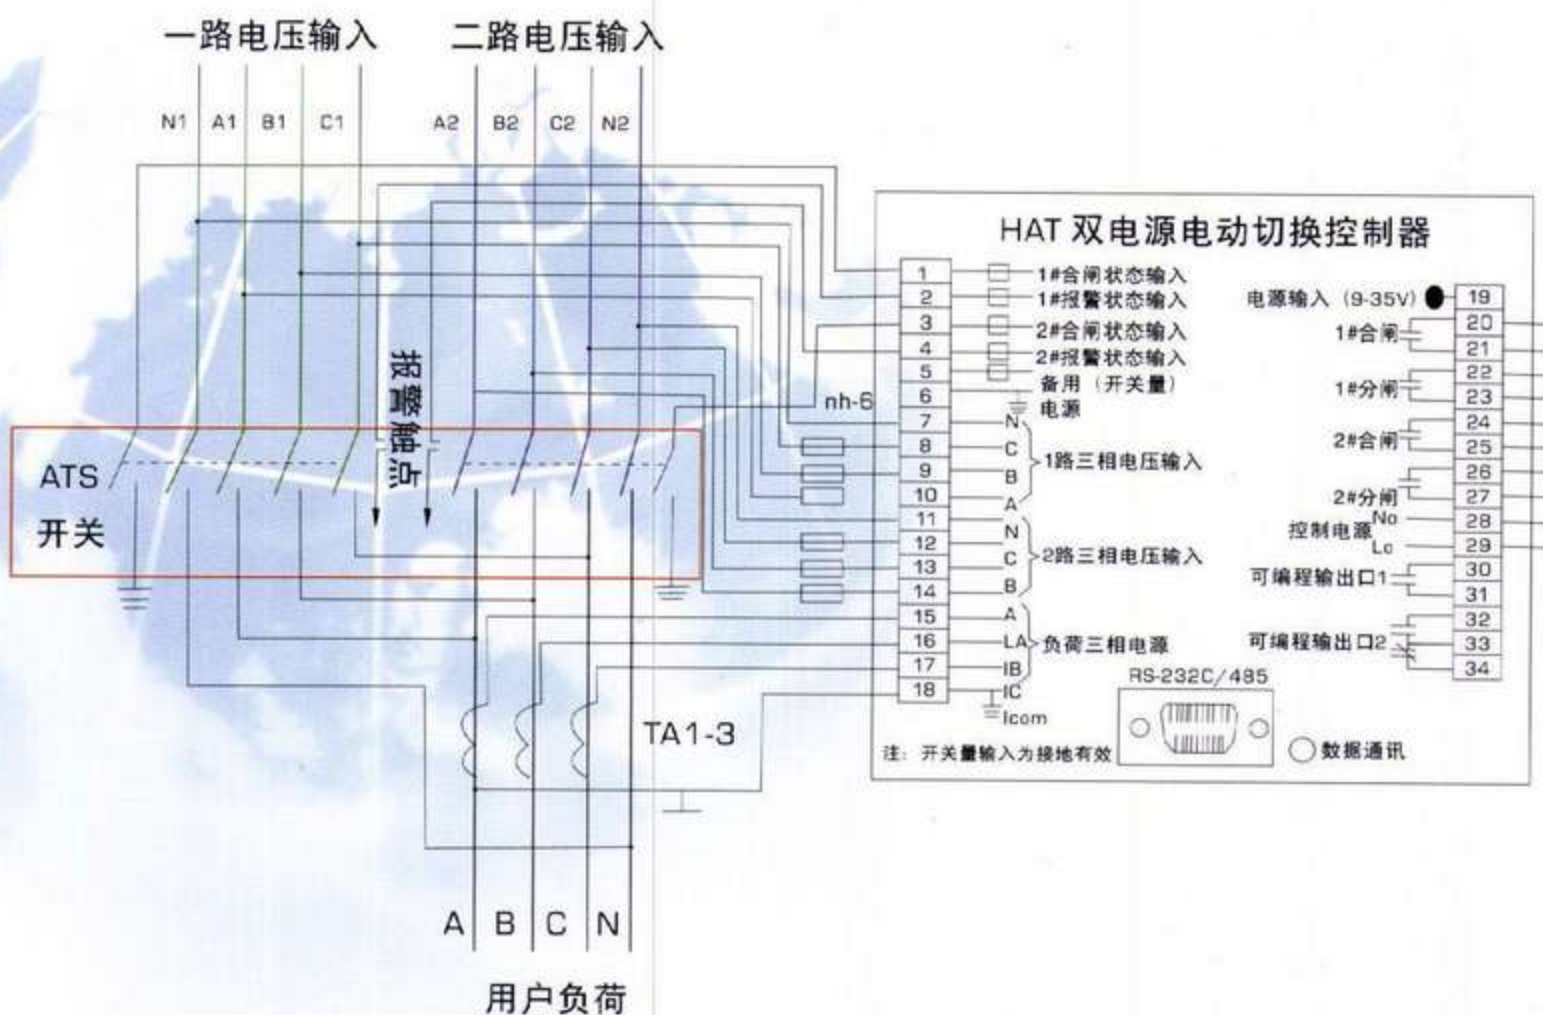 一路电压输入 二路电压输入
N1 A1 B1 C1 A2 B2 C2 N2
报警触点
ATS
开关
nh-6
TA1-3
A B C N
用户负荷
HAT 双电源电动切换控制器
1 1#合闸状态输入
2 1#报警状态输入
3 2#合闸状态输入
4 2#报警状态输入
5 备用（开关量）
6 电源
7 N
8 C
9 B
10 A
1路三相电压输入
11 N
12 C
13 B
14 A
2路三相电压输入
15 LA
16 IB
17 IC
18 Icom
负荷三相电源
电源输入（9-35V） 19
1#合闸 20
21
1#分闸 22
23
2#合闸 24
25
2#分闸 26
27
控制电源 No 28
Lo 29
可编程输出口1 30
31
可编程输出口2 32
33
34
RS-232C/485
注：开关量输入为接地有效
数据通讯